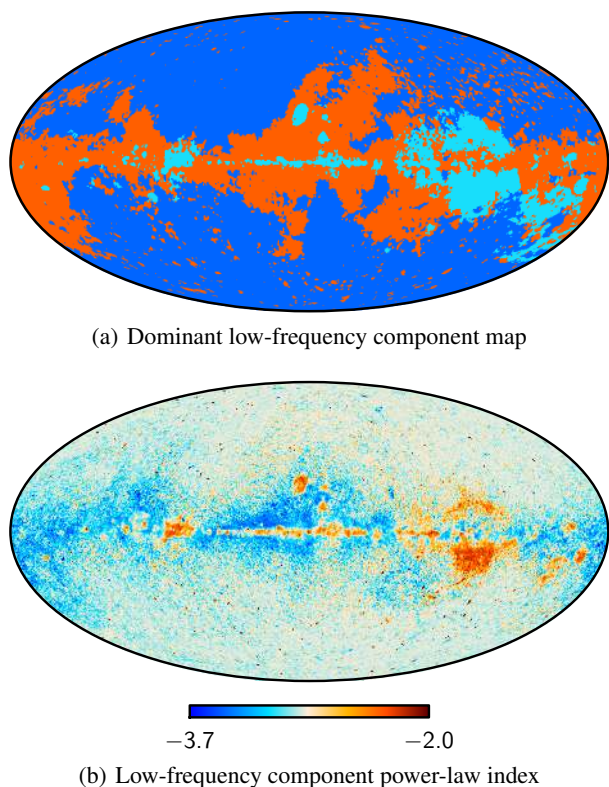 (a) Dominant low-frequency component map
−3.7 −2.0
(b) Low-frequency component power-law index